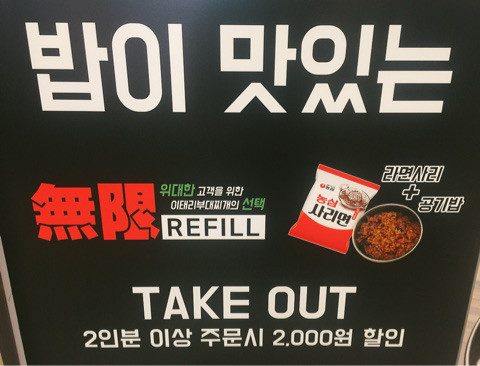 밥이 맛있는
無限
위대한 고객을 위한
이태리부대찌개의 선택
REFILL
농심
사리면
라면사리
+
공기밥
TAKE OUT
2인분 이상 주문시 2,000원 할인